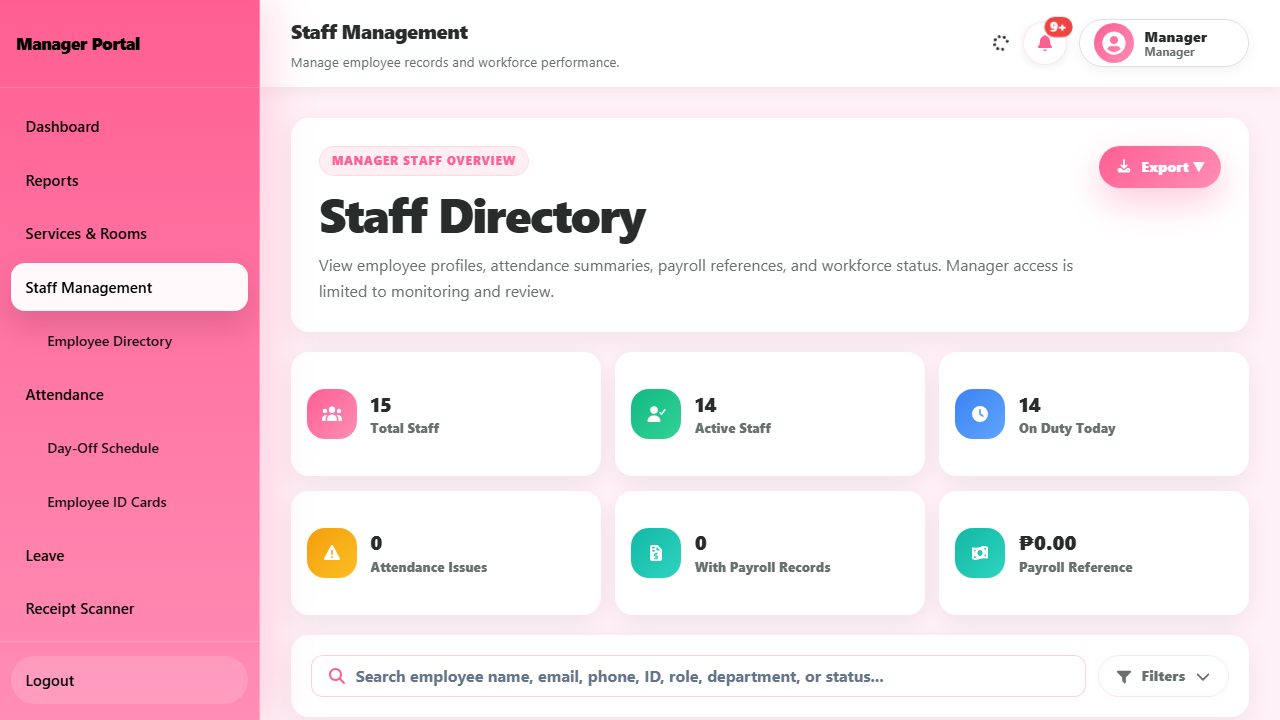 Manager Portal
Dashboard
Reports
Services & Rooms
Staff Management
Employee Directory
Attendance
Day-Off Schedule
Employee ID Cards
Leave
Receipt Scanner
Logout
Staff Management
Manage employee records and workforce performance.
9+
Manager
Manager
MANAGER STAFF OVERVIEW
Export ▼
Staff Directory
View employee profiles, attendance summaries, payroll references, and workforce status. Manager access is
limited to monitoring and review.
15
Total Staff
14
Active Staff
14
On Duty Today
0
Attendance Issues
0
With Payroll Records
₱0.00
Payroll Reference
Search employee name, email, phone, ID, role, department, or status...
Filters